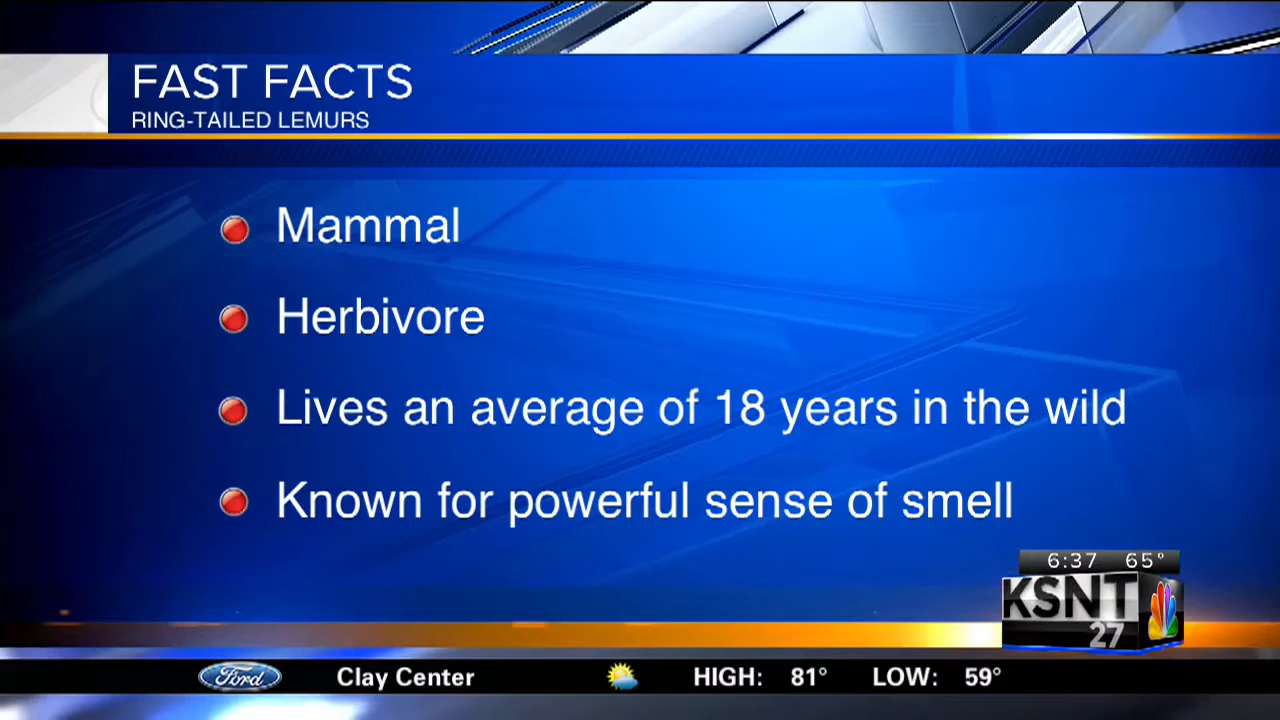 FAST FACTS
RING-TAILED LEMURS
Mammal
Herbivore
Lives an average of 18 years in the wild
Known for powerful sense of smell
6:37 65°
KSNT
27
Ford Clay Center HIGH: 81° LOW: 59°